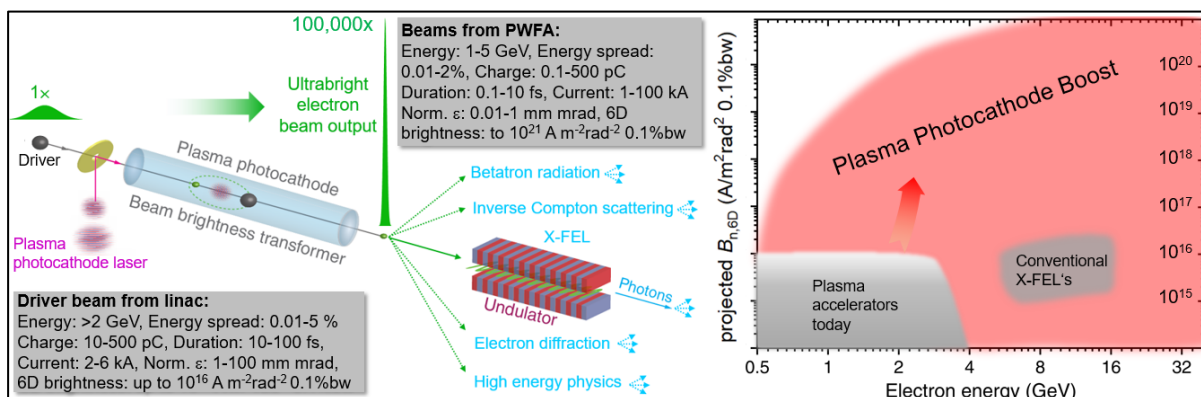 100,000x
1×
Ultrabright
electron
beam output
Driver
Plasma photocathode
Beam brightness transformer
Plasma
photocathode laser
Driver beam from linac:
Energy: >2 GeV, Energy spread: 0.01-5 %
Charge: 10-500 pC, Duration: 10-100 fs,
Current: 2-6 kA, Norm. ε: 1-100 mm mrad,
6D brightness: up to 10¹⁶ A m⁻²rad⁻² 0.1%bw
Beams from PWFA:
Energy: 1-5 GeV, Energy spread:
0.01-2%, Charge: 0.1-500 pC
Duration: 0.1-10 fs, Current: 1-100 kA
Norm. ε: 0.01-1 mm mrad, 6D
brightness: to 10²¹ A m⁻²rad⁻² 0.1%bw
Betatron radiation
Inverse Compton scattering
X-FEL
Undulator
Photons
Electron diffraction
High energy physics
projected Bn,6D (A/m²rad² 0.1%bw)
Plasma Photocathode Boost
Plasma
accelerators
today
Conventional
X-FEL's
10²⁰
10¹⁹
10¹⁸
10¹⁷
10¹⁶
10¹⁵
0.5 1 2 4 8 16 32
Electron energy (GeV)